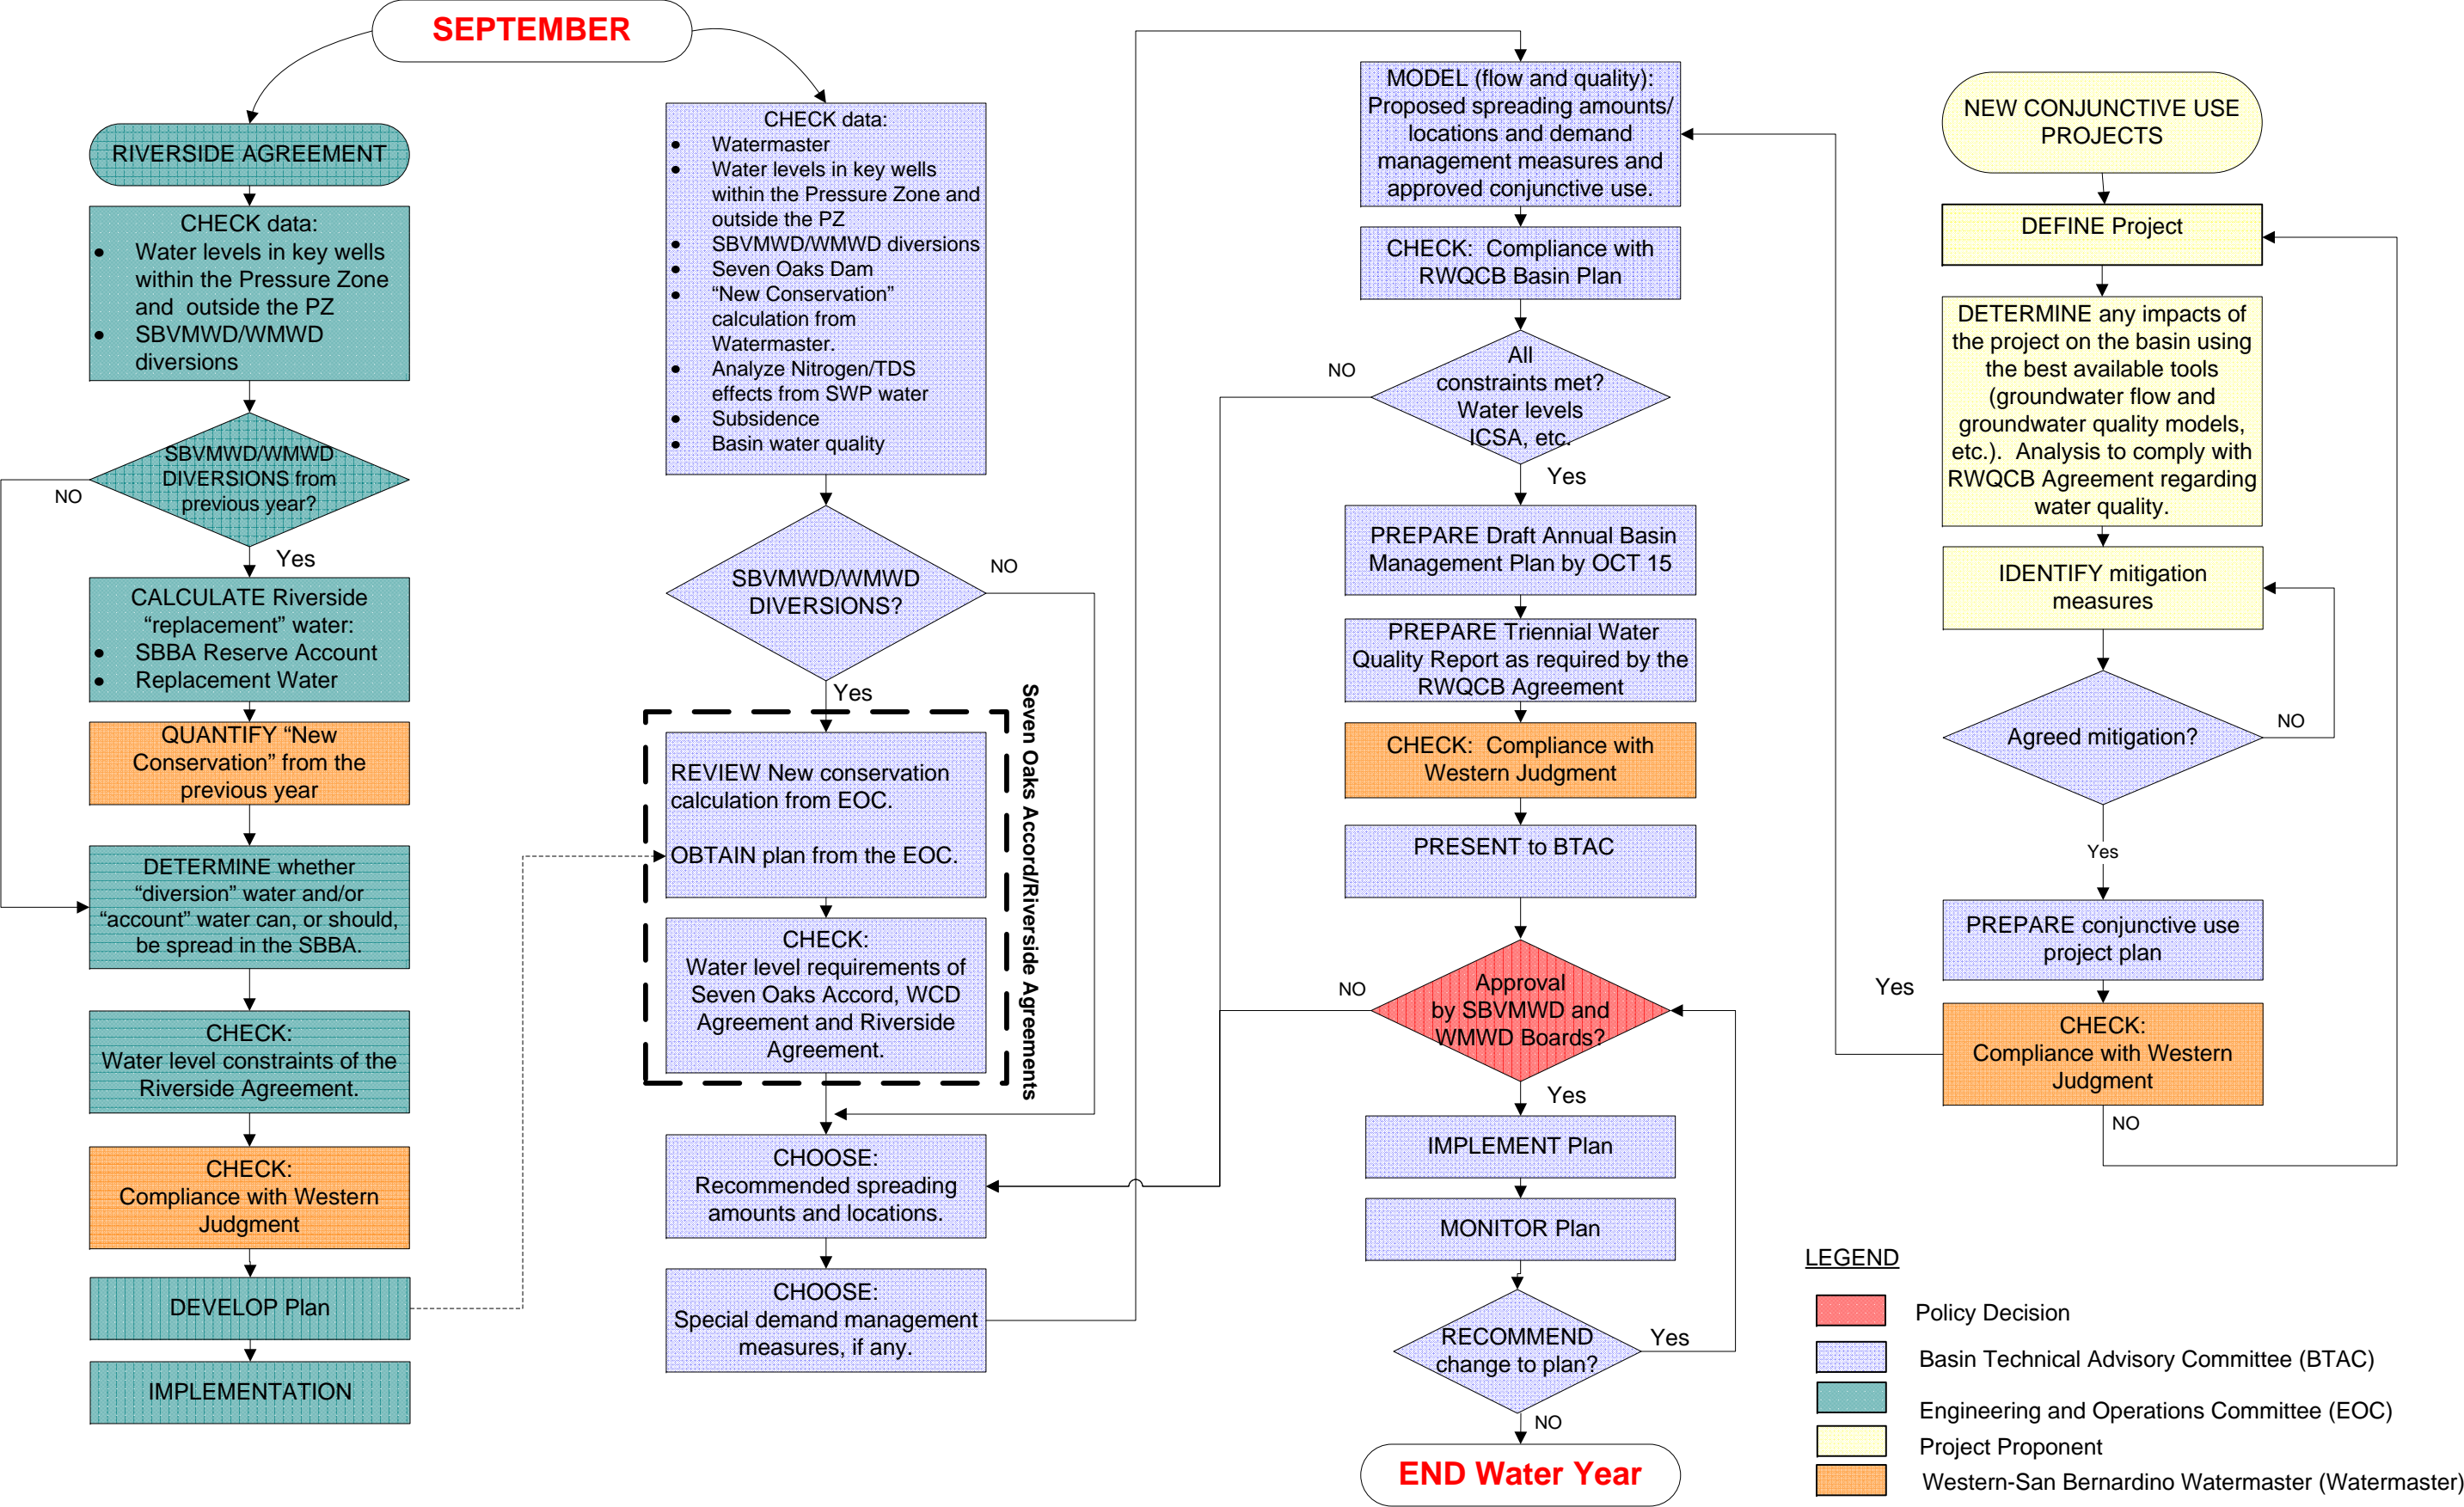 SEPTEMBER
RIVERSIDE AGREEMENT
CHECK data:
Water levels in key wells
within the Pressure Zone
and outside the PZ
SBVMWD/WMWD
diversions
SBVMWD/WMWD
DIVERSIONS from
previous year?
NO
Yes
CALCULATE Riverside
“replacement” water:
SBBA Reserve Account
Replacement Water
QUANTIFY “New
Conservation” from the
previous year
DETERMINE whether
“diversion” water and/or
“account” water can, or should,
be spread in the SBBA.
CHECK:
Water level constraints of the
Riverside Agreement.
CHECK:
Compliance with Western
Judgment
DEVELOP Plan
IMPLEMENTATION
CHECK data:
Watermaster
Water levels in key wells
within the Pressure Zone and
outside the PZ
SBVMWD/WMWD diversions
Seven Oaks Dam
“New Conservation”
calculation from
Watermaster.
Analyze Nitrogen/TDS
effects from SWP water
Subsidence
Basin water quality
SBVMWD/WMWD
DIVERSIONS?
NO
Yes
REVIEW New conservation
calculation from EOC.
OBTAIN plan from the EOC.
CHECK:
Water level requirements of
Seven Oaks Accord, WCD
Agreement and Riverside
Agreement.
Seven Oaks Accord/Riverside Agreements
CHOOSE:
Recommended spreading
amounts and locations.
CHOOSE:
Special demand management
measures, if any.
MODEL (flow and quality):
Proposed spreading amounts/
locations and demand
management measures and
approved conjunctive use.
CHECK: Compliance with
RWQCB Basin Plan
All
constraints met?
Water levels
ICSA, etc.
NO
Yes
PREPARE Draft Annual Basin
Management Plan by OCT 15
PREPARE Triennial Water
Quality Report as required by the
RWQCB Agreement
CHECK: Compliance with
Western Judgment
PRESENT to BTAC
Approval
by SBVMWD and
WMWD Boards?
NO
Yes
IMPLEMENT Plan
MONITOR Plan
RECOMMEND
change to plan?
Yes
NO
END Water Year
NEW CONJUNCTIVE USE
PROJECTS
DEFINE Project
DETERMINE any impacts of
the project on the basin using
the best available tools
(groundwater flow and
groundwater quality models,
etc.). Analysis to comply with
RWQCB Agreement regarding
water quality.
IDENTIFY mitigation
measures
Agreed mitigation?
NO
Yes
PREPARE conjunctive use
project plan
CHECK:
Compliance with Western
Judgment
Yes
NO
LEGEND
Policy Decision
Basin Technical Advisory Committee (BTAC)
Engineering and Operations Committee (EOC)
Project Proponent
Western-San Bernardino Watermaster (Watermaster)